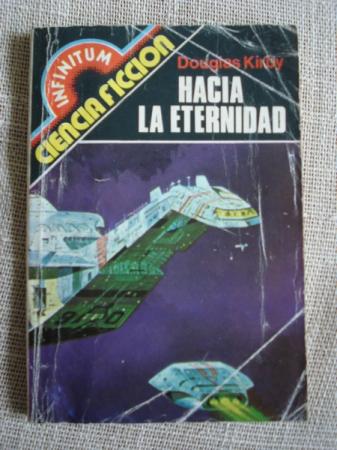 INFINITUM
CIENCIA FICCION
Douglas Kirby
HACIA
LA ETERNIDAD